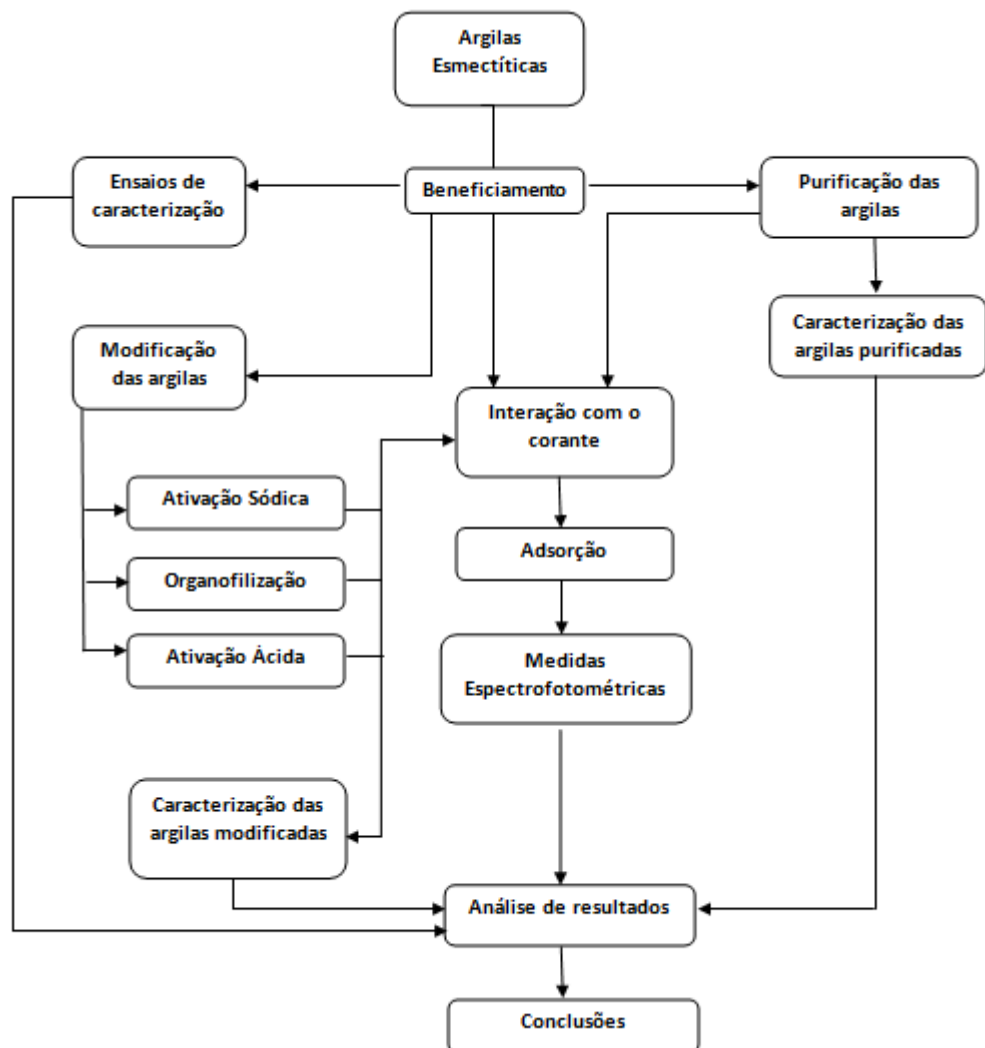 Argilas
Esmectíticas
Ensaios de
caracterização
Beneficiamento
Purificação das
argilas
Modificação
das argilas
Caracterização das
argilas purificadas
Interação com o
corante
Ativação Sódica
Adsorção
Organofilização
Ativação Ácida
Medidas
Espectrofotométricas
Caracterização das
argilas modificadas
Análise de resultados
Conclusões